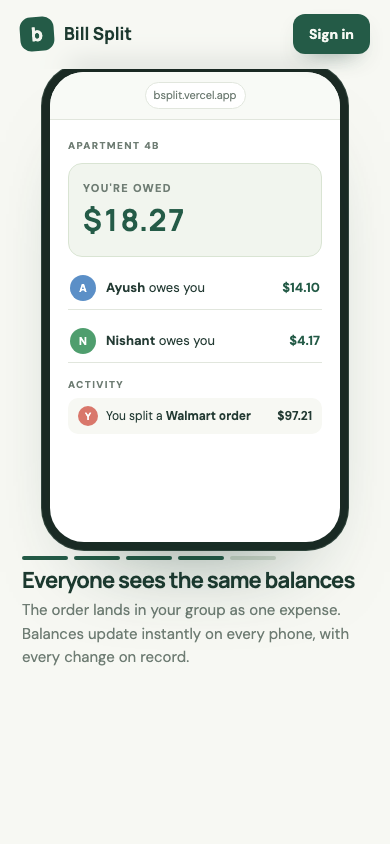 b Bill Split
Sign in
bsplit.vercel.app
APARTMENT 4B
YOU'RE OWED
$18.27
A Ayush owes you $14.10
N Nishant owes you $4.17
ACTIVITY
Y You split a Walmart order $97.21
Everyone sees the same balances
The order lands in your group as one expense.
Balances update instantly on every phone, with
every change on record.